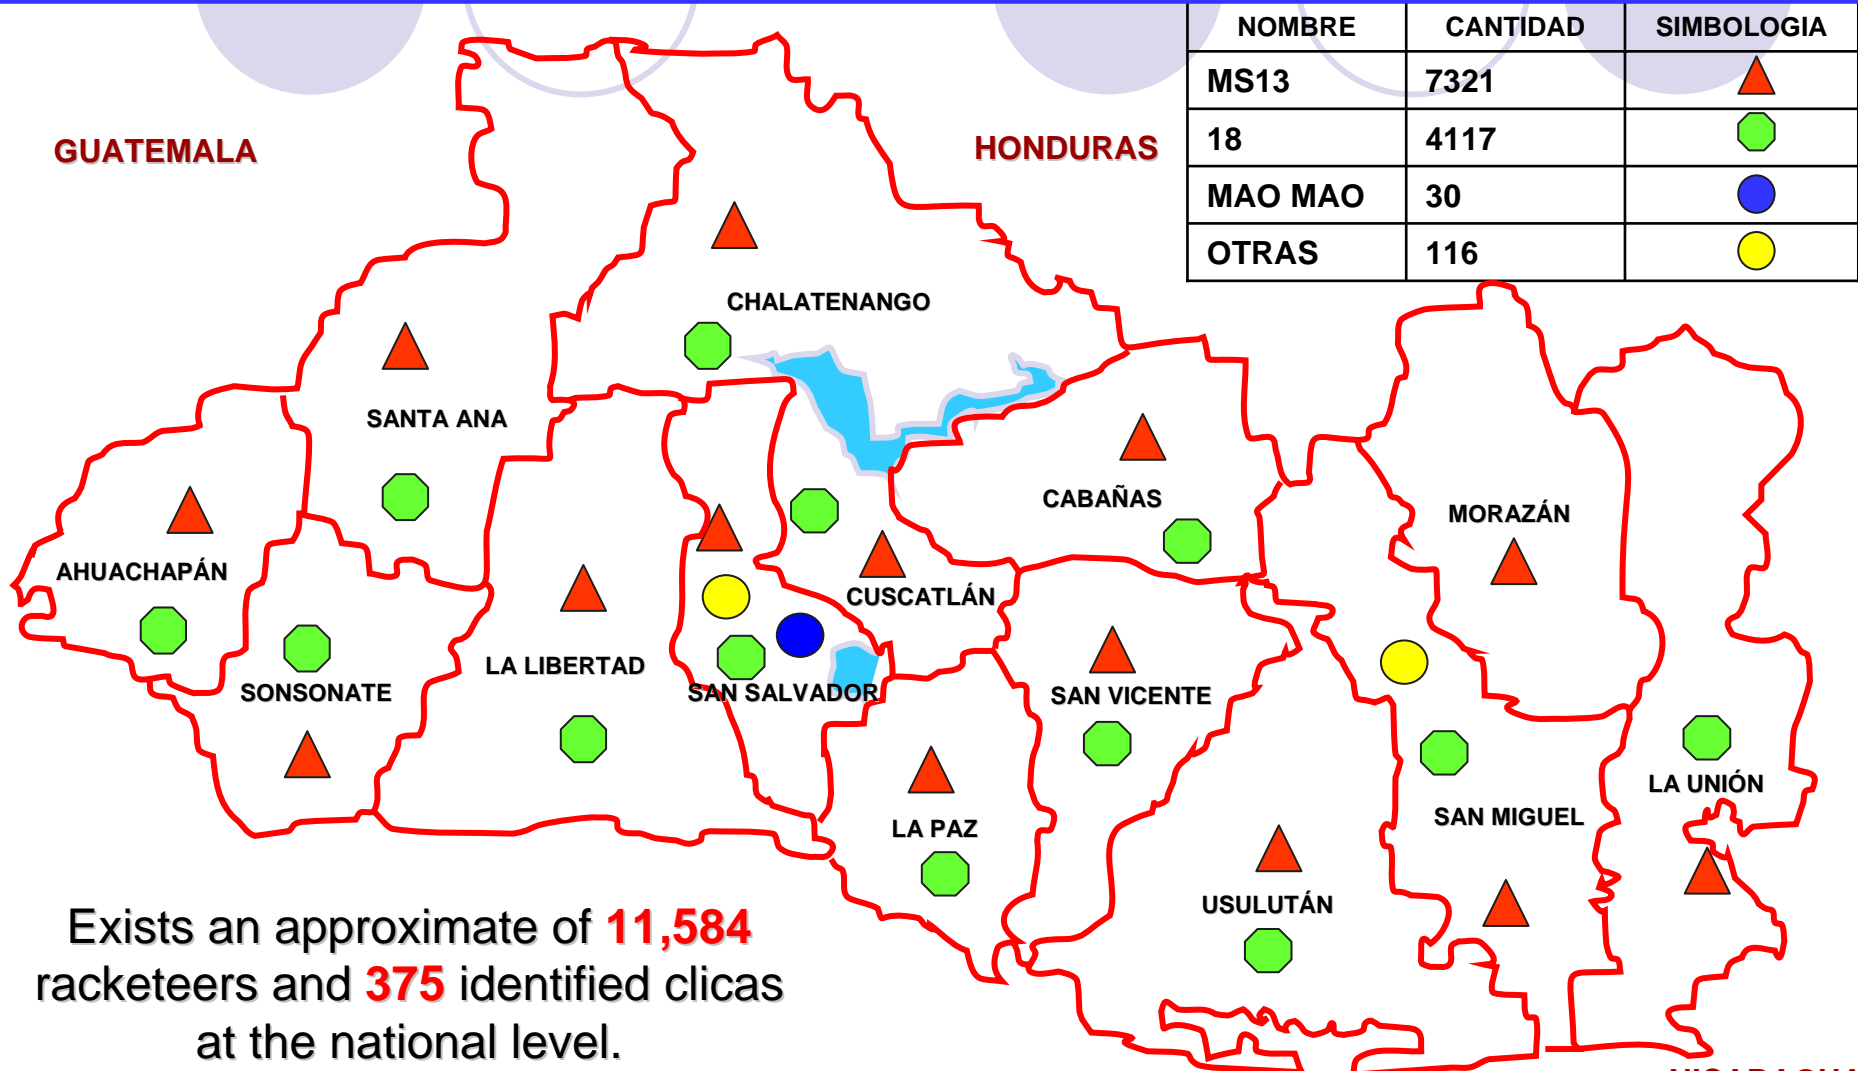 NOMBRE CANTIDAD SIMBOLOGIA
MS13 7321
18 4117
MAO MAO 30
OTRAS 116
GUATEMALA
HONDURAS
CHALATENANGO
SANTA ANA
CABAÑAS
MORAZÁN
AHUACHAPÁN
CUSCATLÁN
LA LIBERTAD
SONSONATE
SAN SALVADOR
SAN VICENTE
LA UNIÓN
SAN MIGUEL
LA PAZ
USULUTÁN
Exists an approximate of 11,584
racketeers and 375 identified clicas
at the national level.